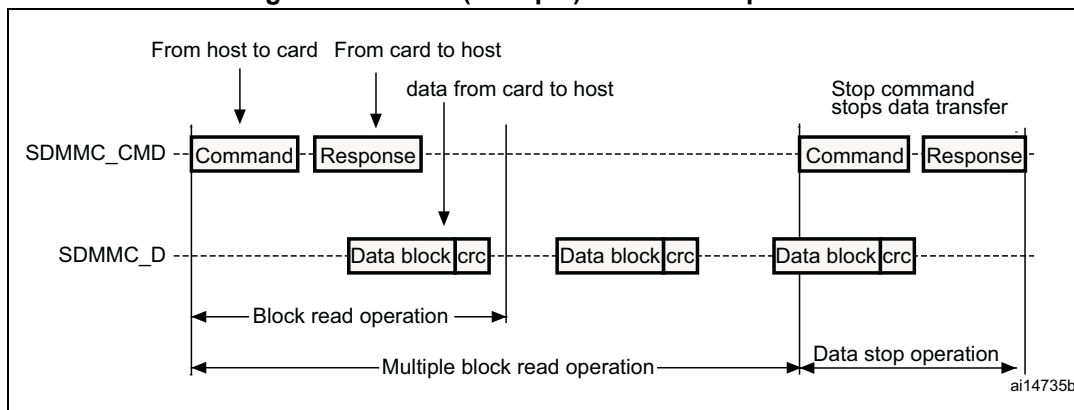 From host to card From card to host
data from card to host
Stop command
stops data transfer
SDMMC_CMD Command Response Command Response
SDMMC_D Data block crc Data block crc Data block crc
Block read operation
Multiple block read operation Data stop operation
ai14735b